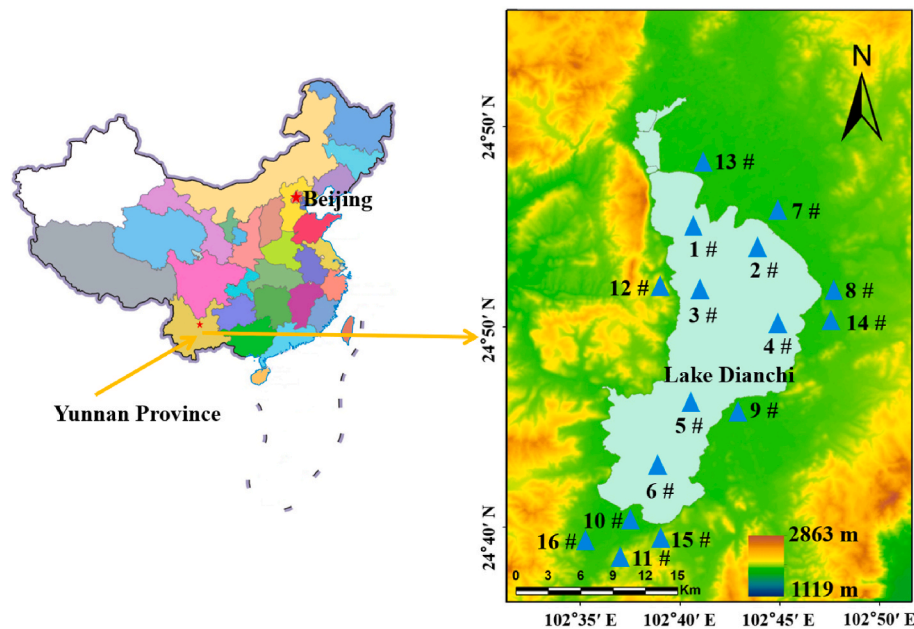 Beijing
Yunnan Province
N
24°50′ N
24°50′ N
24°40′ N
13 #
7 #
1 #
2 #
12 #
3 #
8 #
14 #
4 #
Lake Dianchi
5 #
9 #
6 #
10 #
16 #
15 #
11 #
2863 m
1119 m
0 3 6 9 12 15
Km
102°35′ E 102°40′ E 102°45′ E 102°50′ E